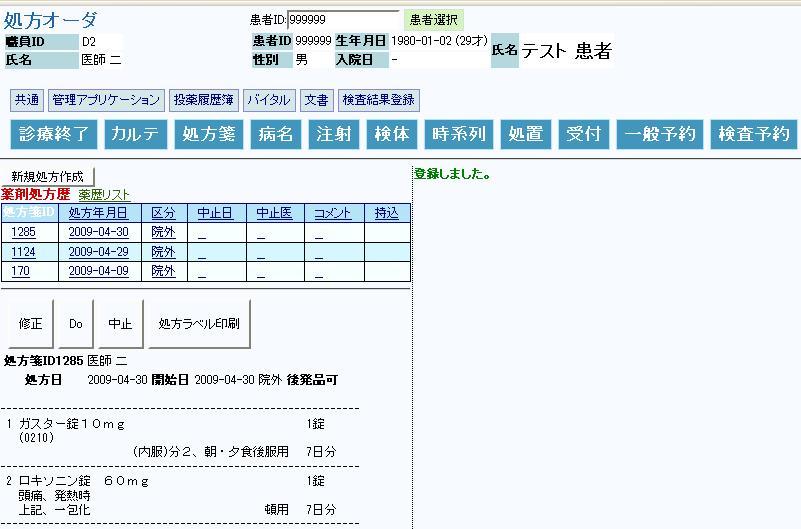 処方オーダ
患者ID: 999999 患者選択
職員ID D2
氏名 医師 二
患者ID 999999 生年月日 1980-01-02 (29才) 氏名 テスト 患者
性別 男 入院日 -
共通 管理アプリケーション 投薬履歴簿 バイタル 文書 検査結果登録
診療終了 カルテ 処方箋 病名 注射 検体 時系列 処置 受付 一般予約 検査予約
新規処方作成
登録しました。
薬剤処方歴 薬歴リスト
処方箋ID 処方年月日 区分 中止日 中止医 コメント 持込
1285 2009-04-30 院外
1124 2009-04-29 院外
170 2009-04-09 院外
修正 Do 中止 処方ラベル印刷
処方箋ID1285 医師 二
処方日 2009-04-30 開始日 2009-04-30 院外 後発品可
1 ガスター錠10mg 1錠
(0210)
(内服)分2、朝・夕食後服用 7日分
2 ロキソニン錠 60mg 1錠
頭痛、発熱時
上記、一包化 頓用 7日分